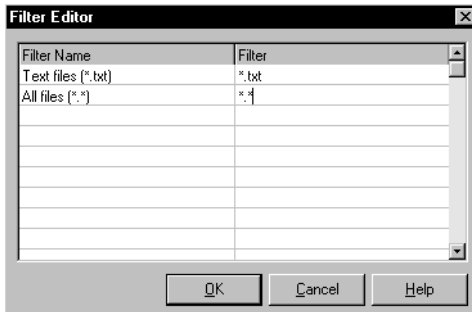 Filter Editor
Filter Name Filter
Text files (*.txt) *.txt
All files (*.*) *.*
OK Cancel Help